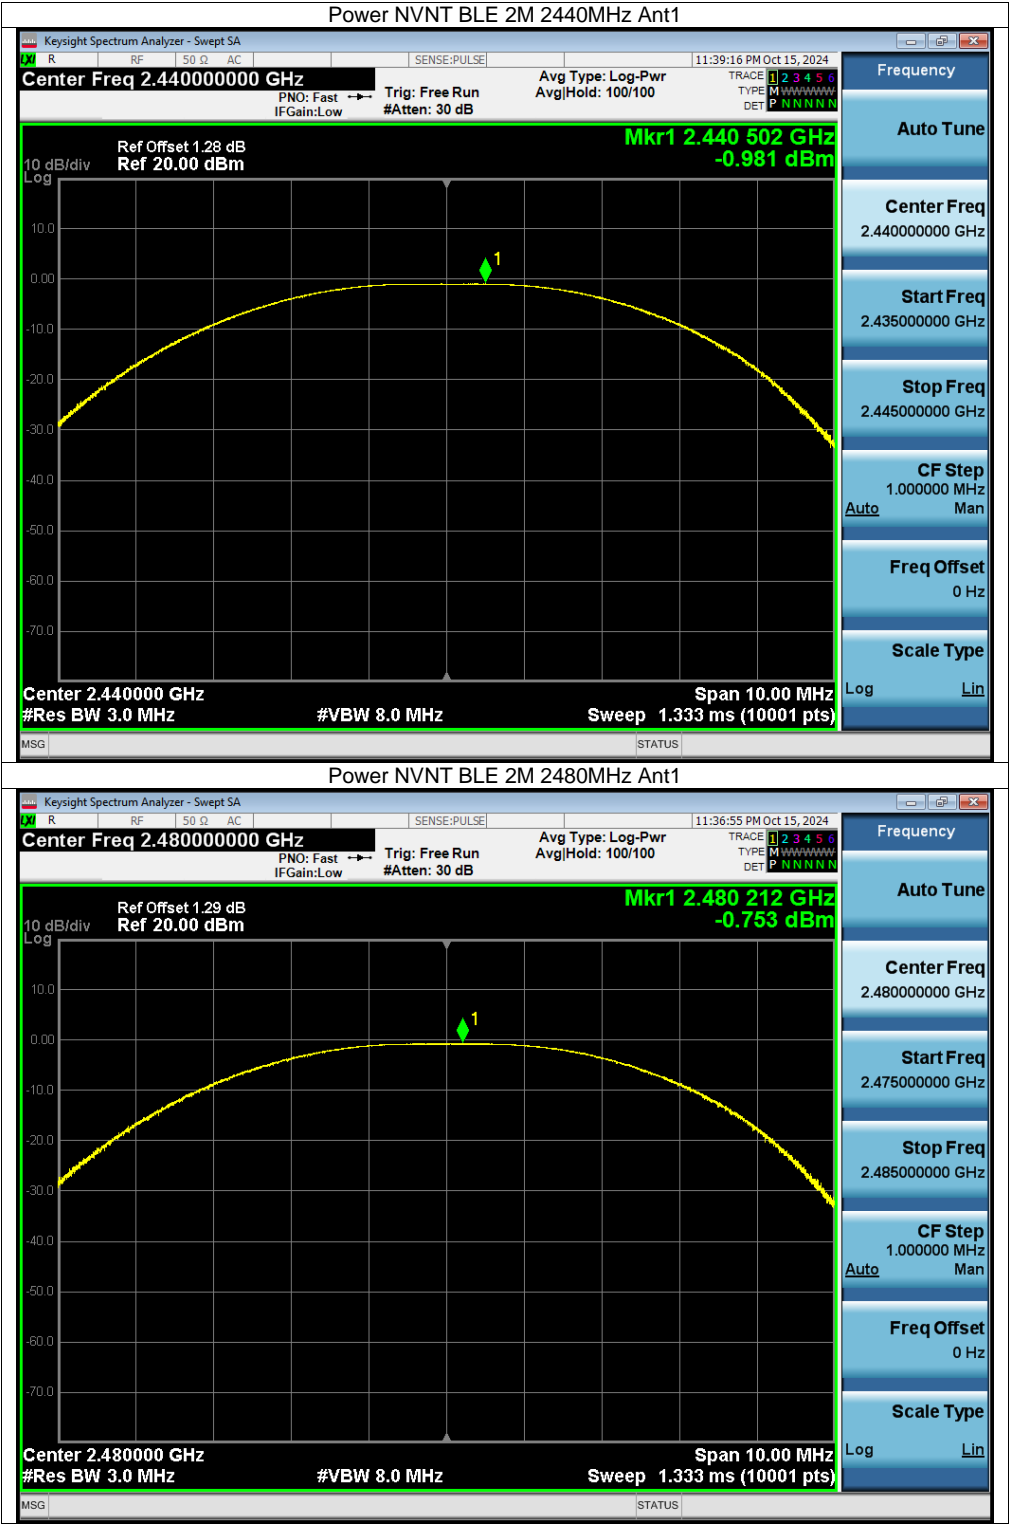 Power NVNT BLE 2M 2440MHz Ant1
Keysight Spectrum Analyzer - Swept SA
LXI R RF 50 Ω AC SENSE:PULSE 11:39:16 PM Oct 15, 2024
Center Freq 2.440000000 GHz
PNO: Fast
IFGain:Low
Trig: Free Run
#Atten: 30 dB
Avg Type: Log-Pwr
Avg|Hold: 100/100
TRACE 1 2 3 4 5 6
TYPE M W W W W W
DET P N N N N N
Frequency
Mkr1 2.440 502 GHz
-0.981 dBm
Ref Offset 1.28 dB
10 dB/div Ref 20.00 dBm
Log
10.0
0.00
-10.0
-20.0
-30.0
-40.0
-50.0
-60.0
-70.0
1
Center 2.440000 GHz Span 10.00 MHz
#Res BW 3.0 MHz #VBW 8.0 MHz Sweep 1.333 ms (10001 pts)
Auto Tune
Center Freq
2.440000000 GHz
Start Freq
2.435000000 GHz
Stop Freq
2.445000000 GHz
CF Step
1.000000 MHz
Auto Man
Freq Offset
0 Hz
Scale Type
Log Lin
MSG STATUS
Power NVNT BLE 2M 2480MHz Ant1
Keysight Spectrum Analyzer - Swept SA
LXI R RF 50 Ω AC SENSE:PULSE 11:36:55 PM Oct 15, 2024
Center Freq 2.480000000 GHz
PNO: Fast
IFGain:Low
Trig: Free Run
#Atten: 30 dB
Avg Type: Log-Pwr
Avg|Hold: 100/100
TRACE 1 2 3 4 5 6
TYPE M W W W W W
DET P N N N N N
Frequency
Mkr1 2.480 212 GHz
-0.753 dBm
Ref Offset 1.29 dB
10 dB/div Ref 20.00 dBm
Log
10.0
0.00
-10.0
-20.0
-30.0
-40.0
-50.0
-60.0
-70.0
1
Center 2.480000 GHz Span 10.00 MHz
#Res BW 3.0 MHz #VBW 8.0 MHz Sweep 1.333 ms (10001 pts)
Auto Tune
Center Freq
2.480000000 GHz
Start Freq
2.475000000 GHz
Stop Freq
2.485000000 GHz
CF Step
1.000000 MHz
Auto Man
Freq Offset
0 Hz
Scale Type
Log Lin
MSG STATUS